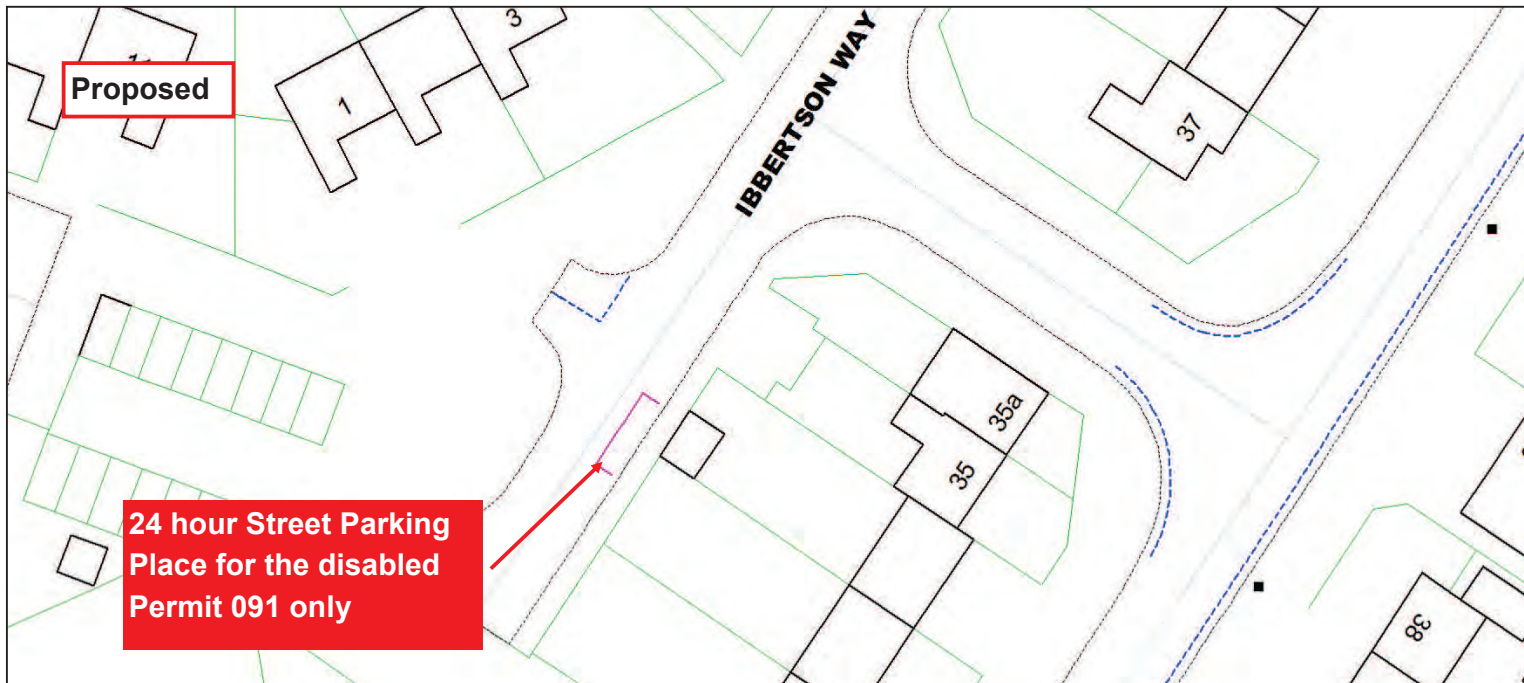 3
Proposed
1
IBBERTSON WAY
37
35a
35
24 hour Street Parking
Place for the disabled
Permit 091 only
38